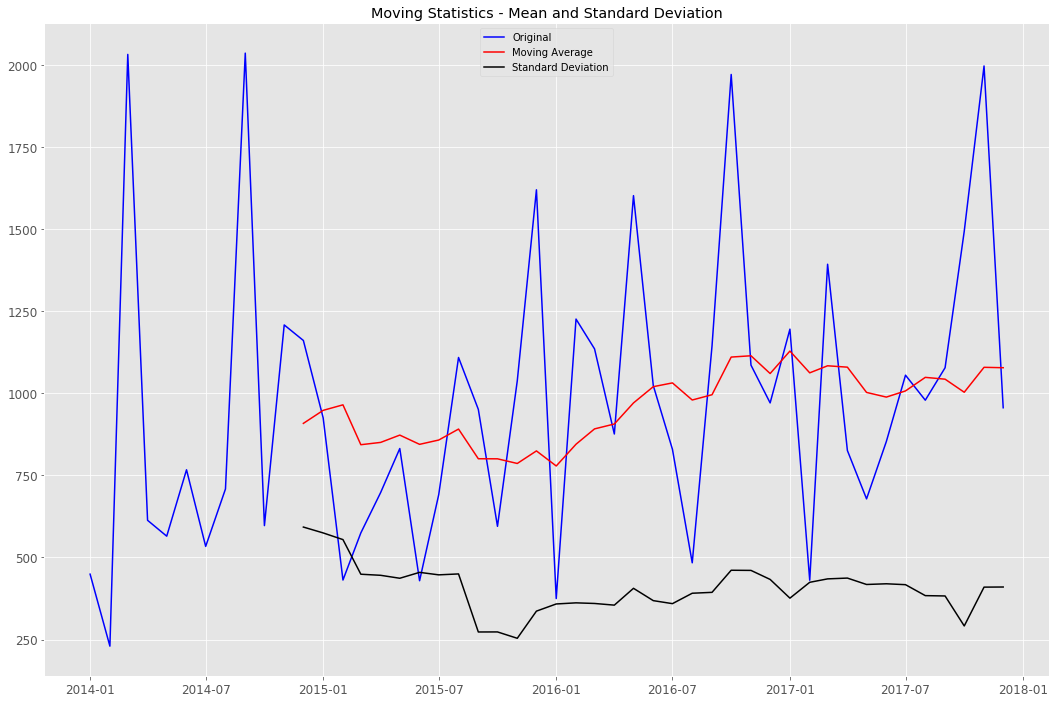 Moving Statistics - Mean and Standard Deviation
Original
Moving Average
Standard Deviation
2000
1750
1500
1250
1000
750
500
250
2014-01 2014-07 2015-01 2015-07 2016-01 2016-07 2017-01 2017-07 2018-01